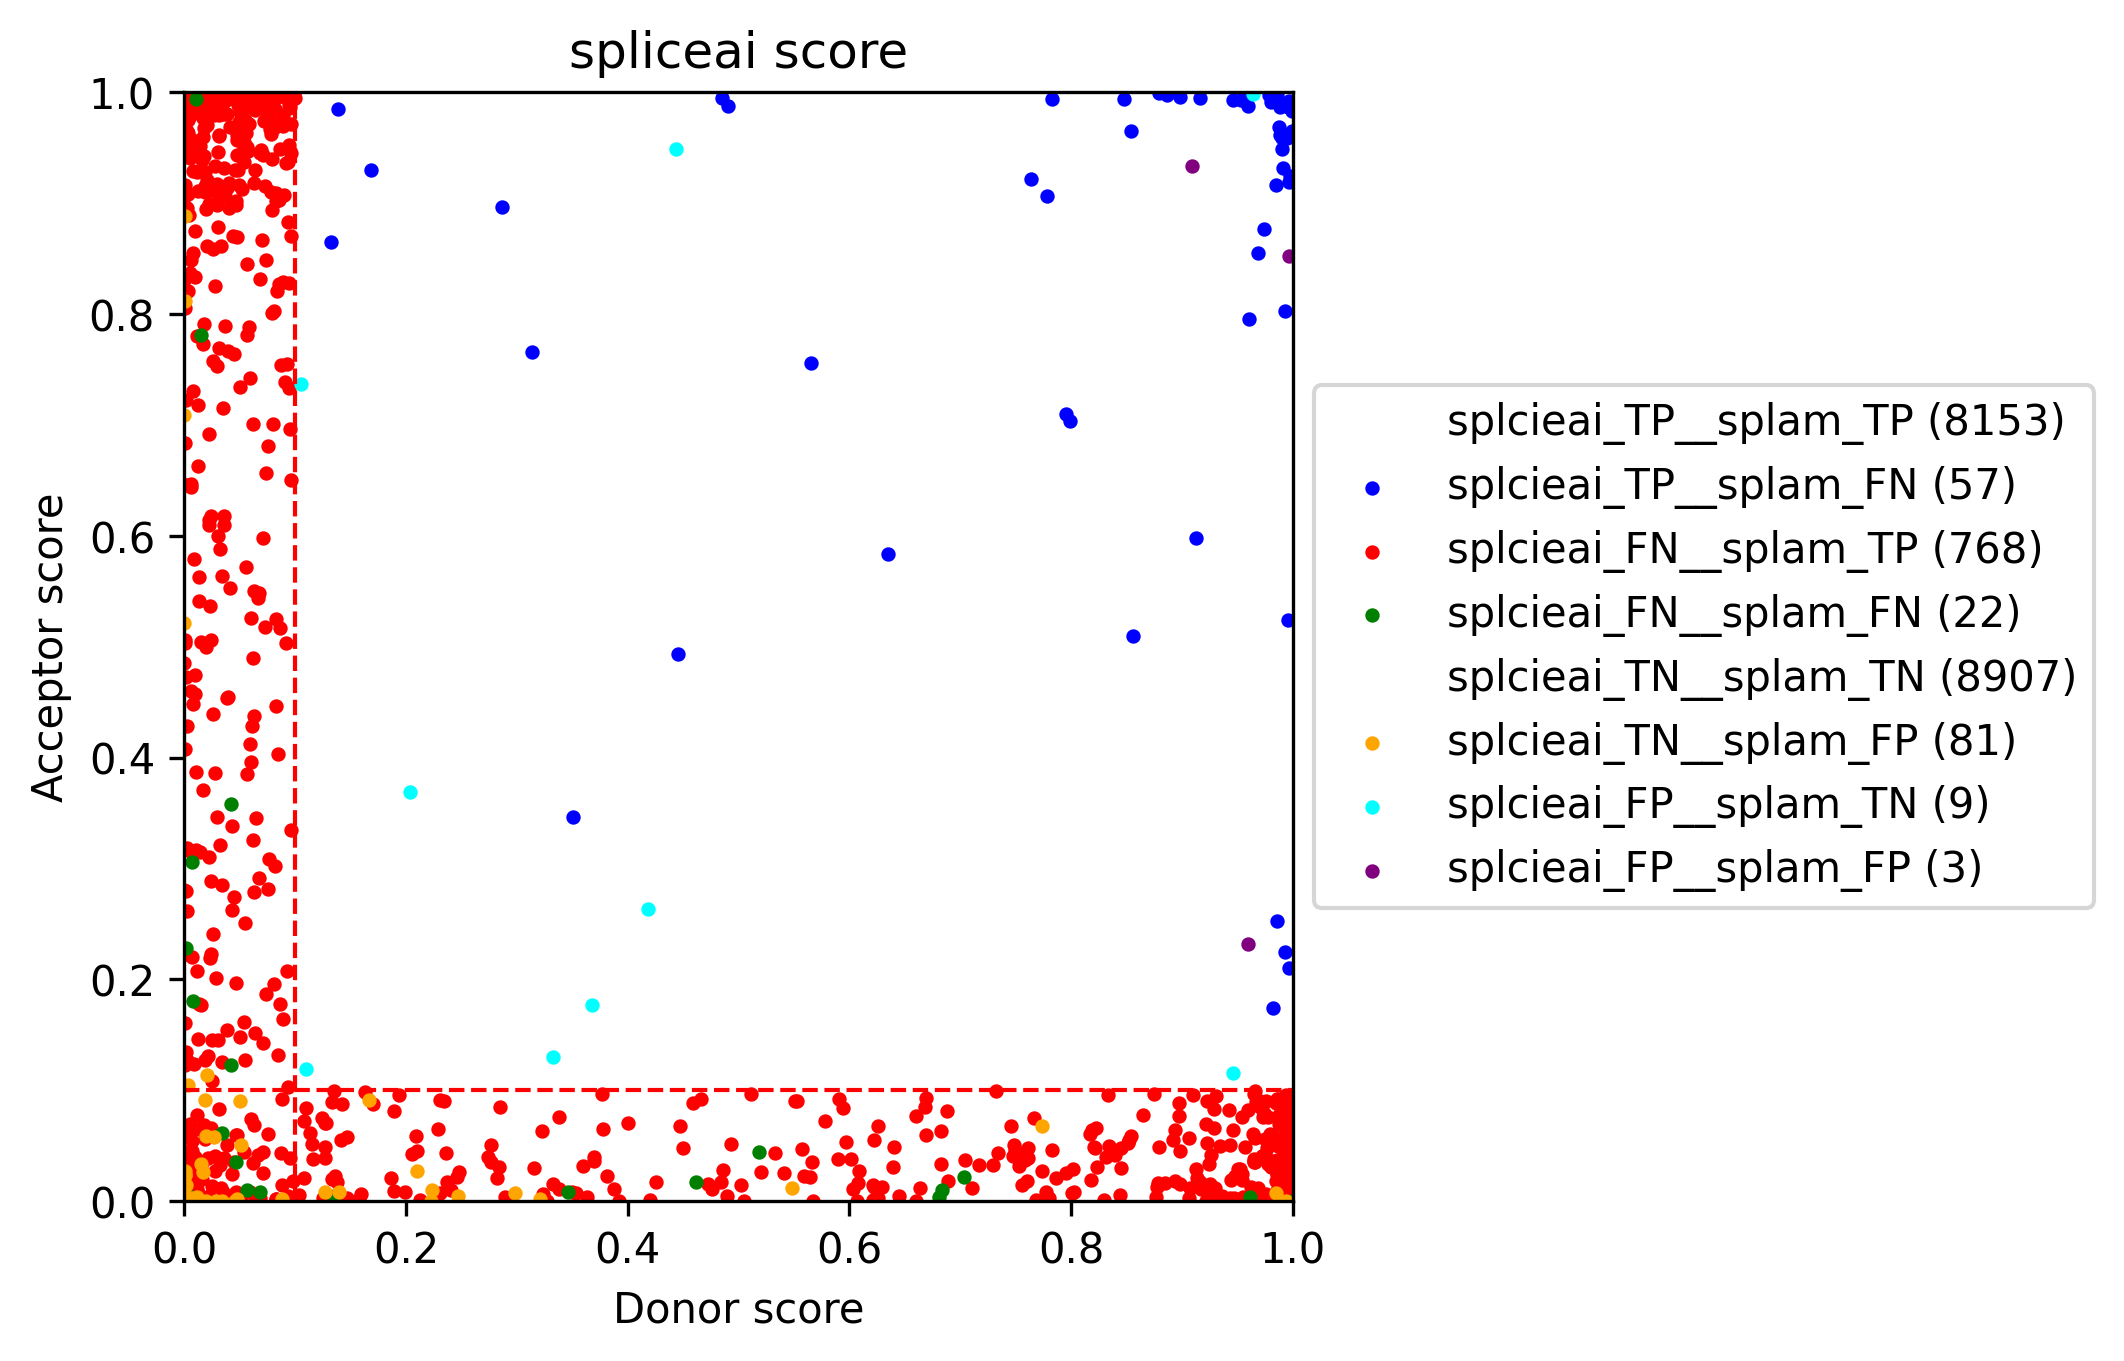 spliceai score
1.0
0.8
0.6
0.4
0.2
0.0
Acceptor score
0.0 0.2 0.4 0.6 0.8 1.0
Donor score
splcieai_TP__splam_TP (8153)
splcieai_TP__splam_FN (57)
splcieai_FN__splam_TP (768)
splcieai_FN__splam_FN (22)
splcieai_TN__splam_TN (8907)
splcieai_TN__splam_FP (81)
splcieai_FP__splam_TN (9)
splcieai_FP__splam_FP (3)